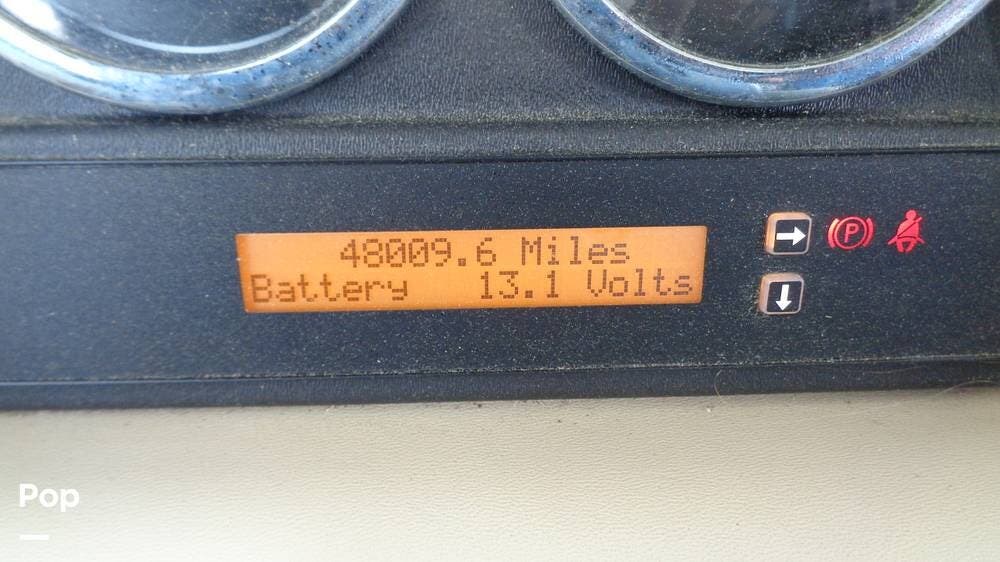 48009.6 Miles
Battery 13.1 Volts
P
Pop